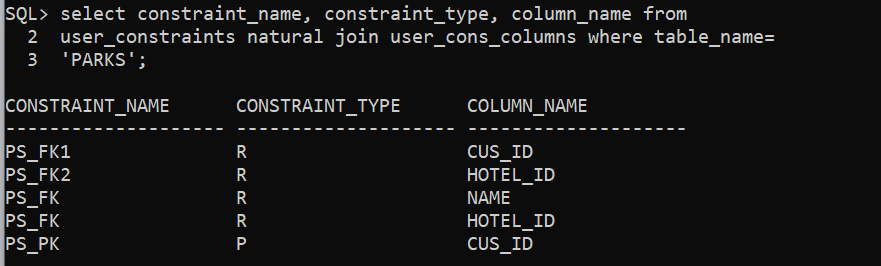 SQL> select constraint_name, constraint_type, column_name from
  2  user_constraints natural join user_cons_columns where table_name=
  3  'PARKS';

CONSTRAINT_NAME      CONSTRAINT_TYPE      COLUMN_NAME
-------------------- -------------------- --------------------
PS_FK1               R                    CUS_ID
PS_FK2               R                    HOTEL_ID
PS_FK                R                    NAME
PS_FK                R                    HOTEL_ID
PS_PK                P                    CUS_ID